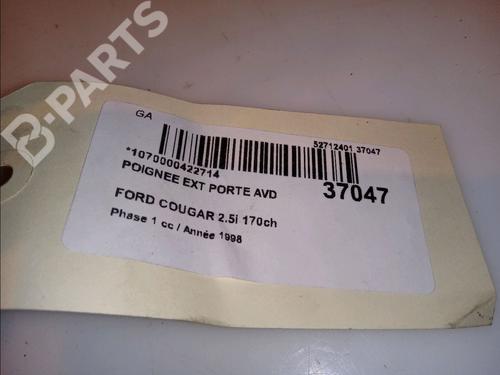 B-PARTS
GA
52712401 37047
*1070000422714
POIGNEE EXT PORTE AVD
37047
FORD COUGAR 2.5i 170ch
Phase 1 cc / Année 1998